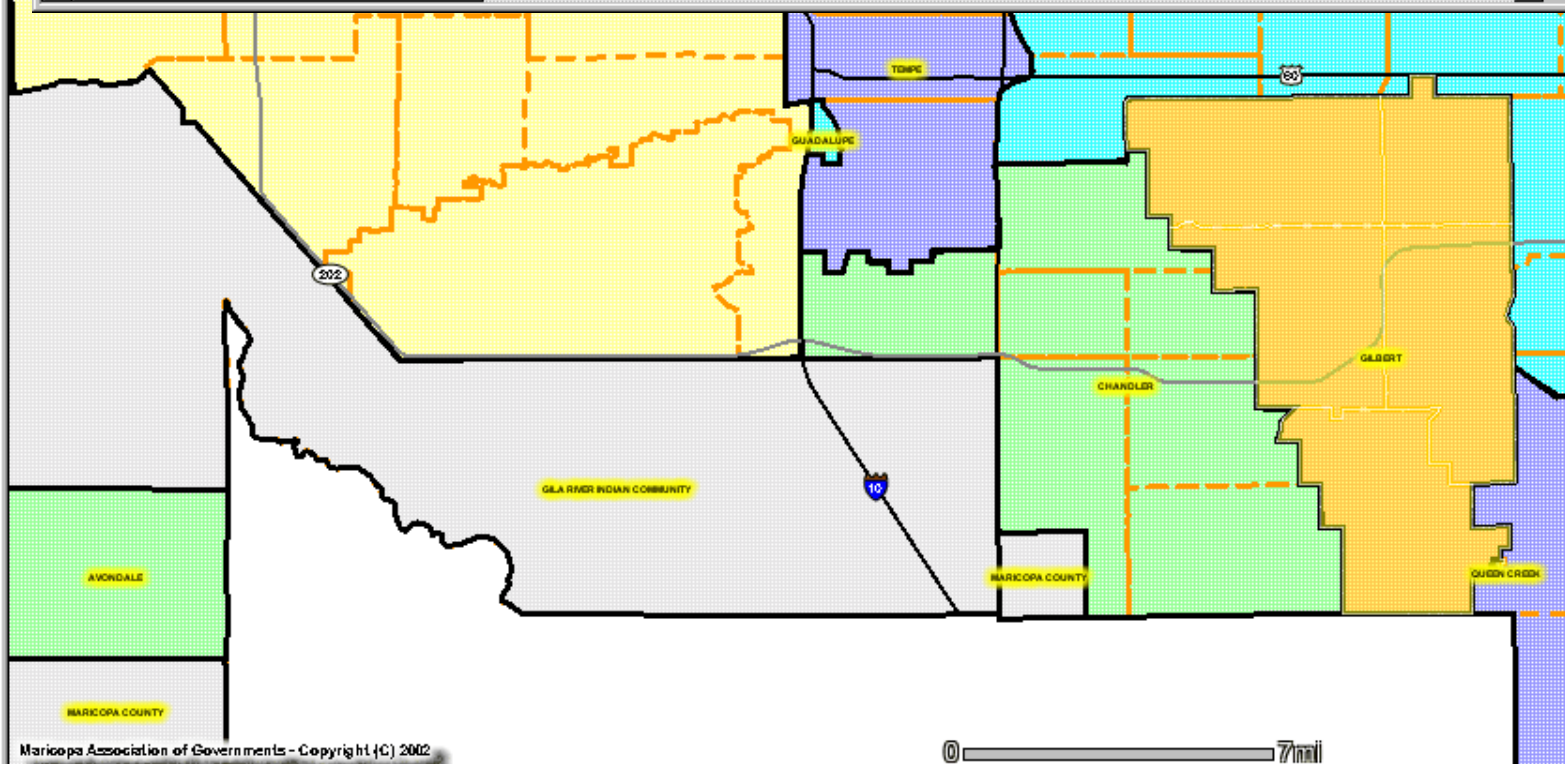 TEMPE
60
GUADALUPE
202
GILBERT
CHANDLER
GILA RIVER INDIAN COMMUNITY
10
AVONDALE
MARICOPA COUNTY
QUEEN CREEK
MARICOPA COUNTY
Maricopa Association of Governments - Copyright (C) 2002
0 7mi